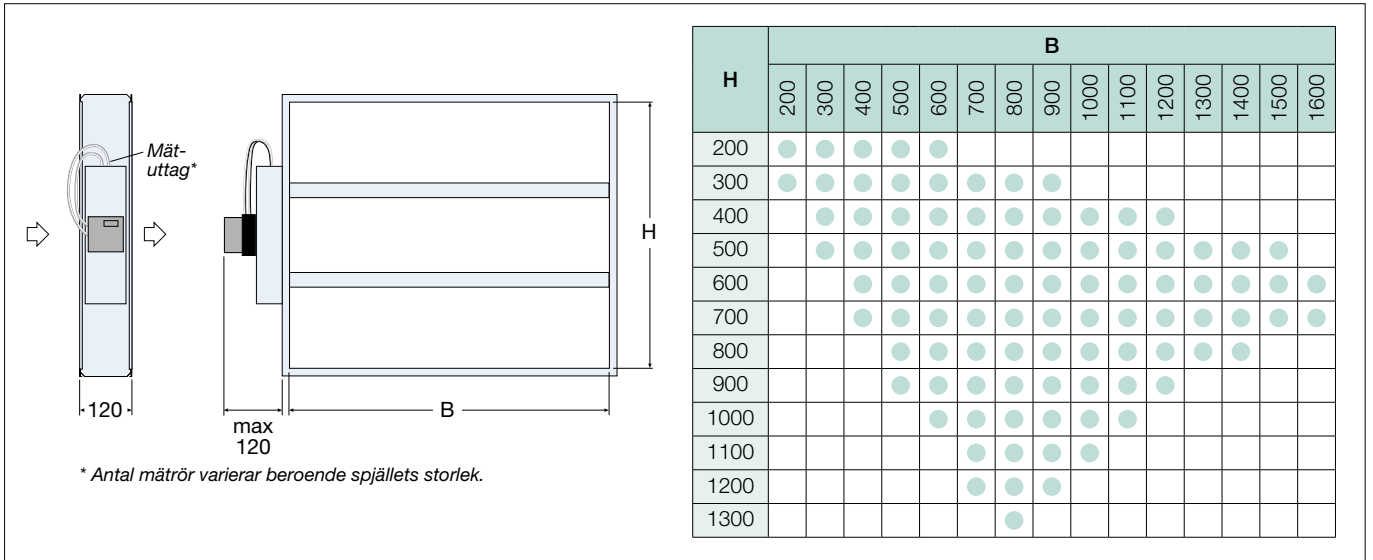 Mät-
uttag*
H
120
max
120
B
* Antal mätrör varierar beroende spjällets storlek.
H
B
200 300 400 500 600 700 800 900 1000 1100 1200 1300 1400 1500 1600
200
300
400
500
600
700
800
900
1000
1100
1200
1300